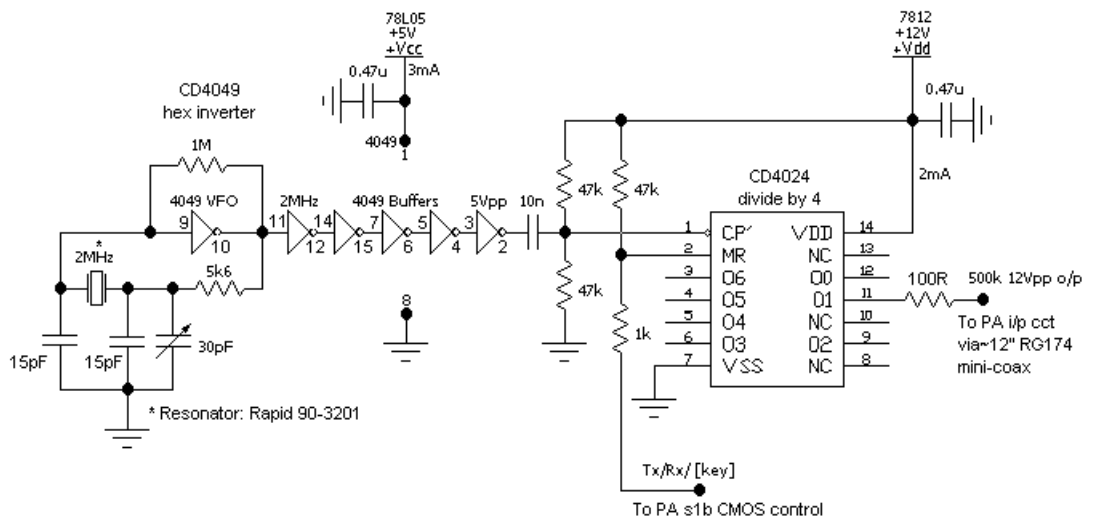 78L05
+5V
+Vcc
3mA
0.47u
4049
1
7812
+12V
+Vdd
0.47u
2mA
CD4049
hex inverter
1M
4049 VFO
9
10
2MHz
4049 Buffers
5Vpp
10n
11
12
14
15
7
6
5
4
3
2
*
2MHz
5k6
15pF
15pF
30pF
8
* Resonator: Rapid 90-3201
47k
47k
47k
1k
CD4024
divide by 4
1 CP' VDD 14
2 MR NC 13
3 O6 O0 12
4 O5 O1 11
5 O4 NC 10
6 O3 O2 9
7 VSS NC 8
100R
500k 12Vpp o/p
To PA i/p cct
via~12" RG174
mini-coax
Tx/Rx/ [key]
To PA s1b CMOS control